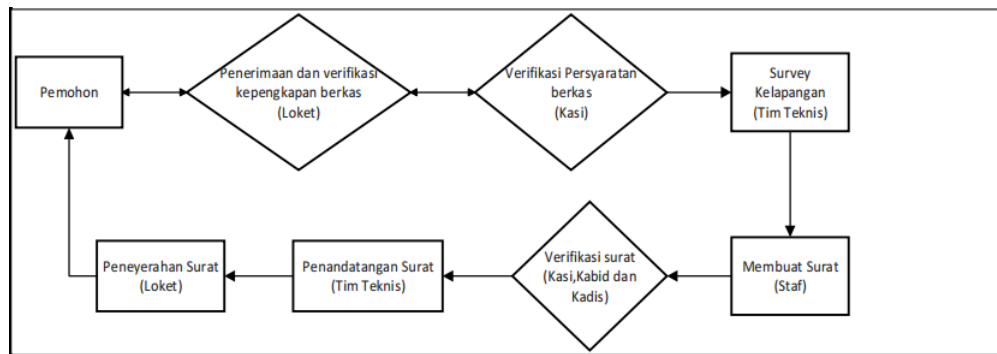 Pemohon
Penerimaan dan verifikasi
kepengkapan berkas
(Loket)
Verifikasi Persyaratan
berkas
(Kasi)
Survey
Kelapangan
(Tim Teknis)
Peneyerahan Surat
(Loket)
Penandatangan Surat
(Tim Teknis)
Verifikasi surat
(Kasi,Kabid dan
Kadis)
Membuat Surat
(Staf)